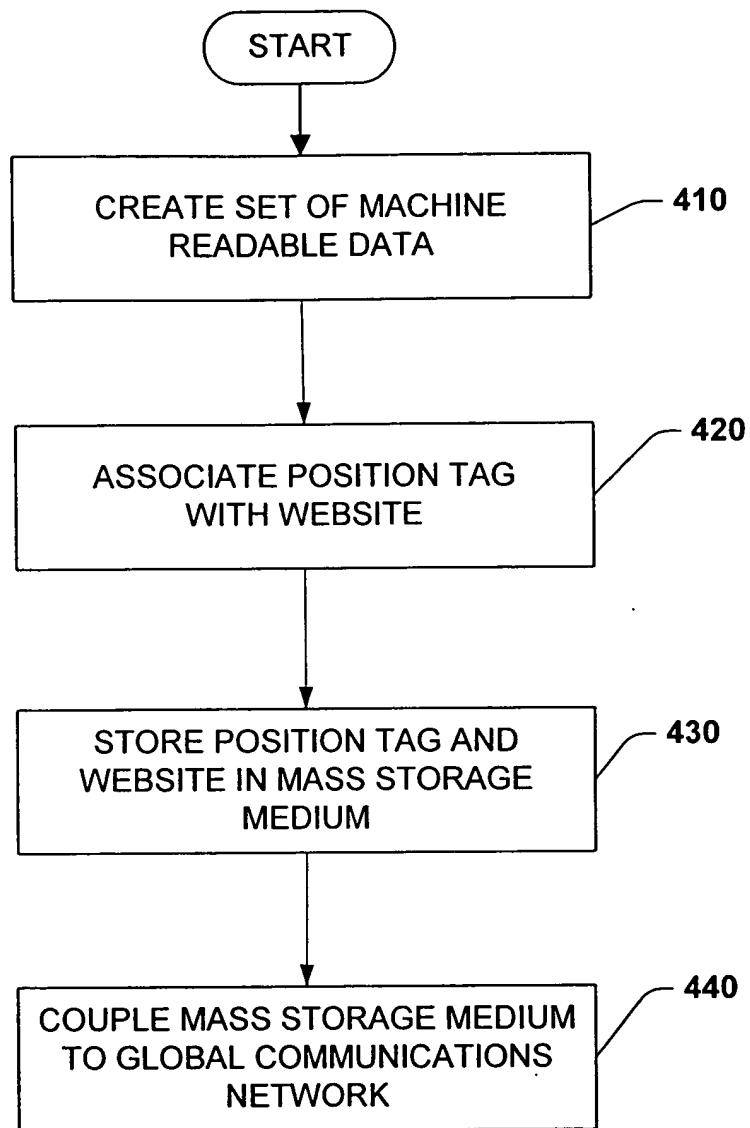 START
CREATE SET OF MACHINE
READABLE DATA
410
ASSOCIATE POSITION TAG
WITH WEBSITE
420
STORE POSITION TAG AND
WEBSITE IN MASS STORAGE
MEDIUM
430
COUPLE MASS STORAGE MEDIUM
TO GLOBAL COMMUNICATIONS
NETWORK
440